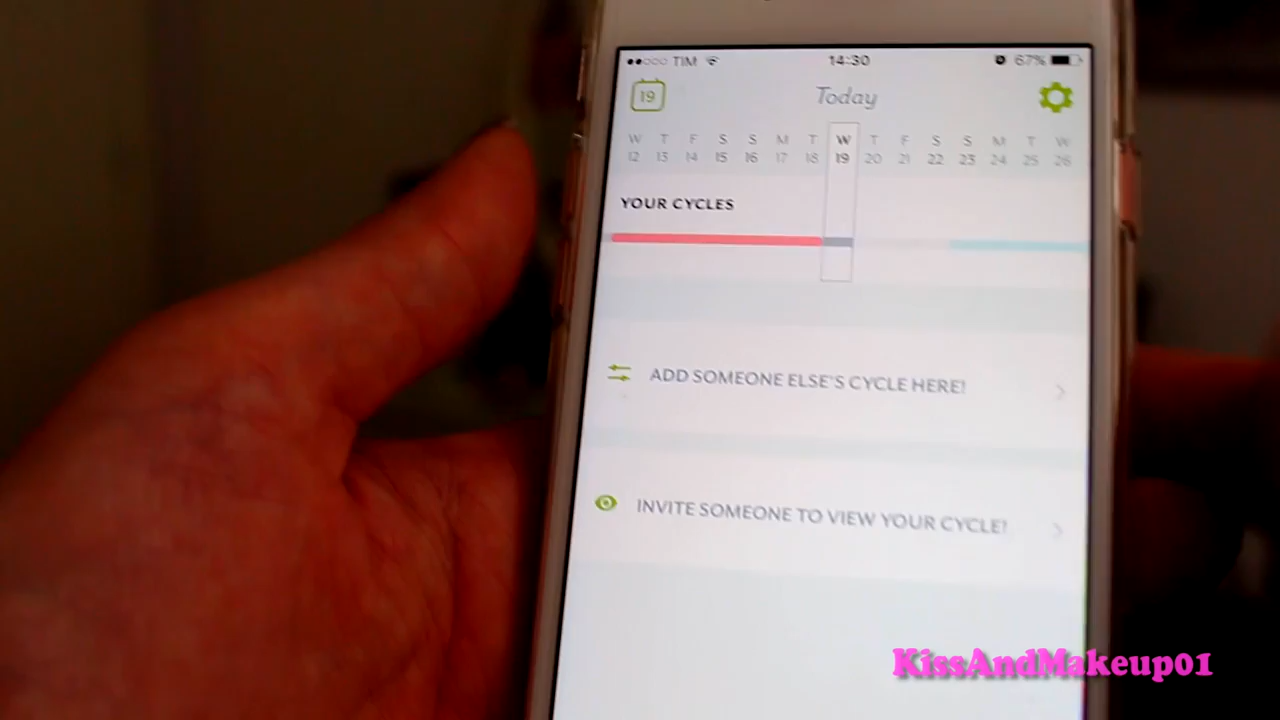 TIM 14:30 67%
19 Today
W T F S S M T W T F S S M T W
12 13 14 15 16 17 18 19 20 21 22 23 24 25 26
YOUR CYCLES
ADD SOMEONE ELSE'S CYCLE HERE!
INVITE SOMEONE TO VIEW YOUR CYCLE!
KissAndMakeup01